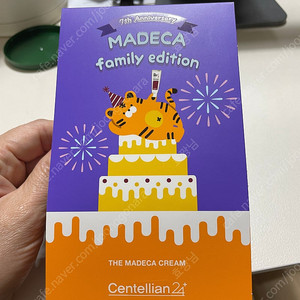 7th Anniversary
MADECA
family edition
THE MADECA CREAM
Centellian24+